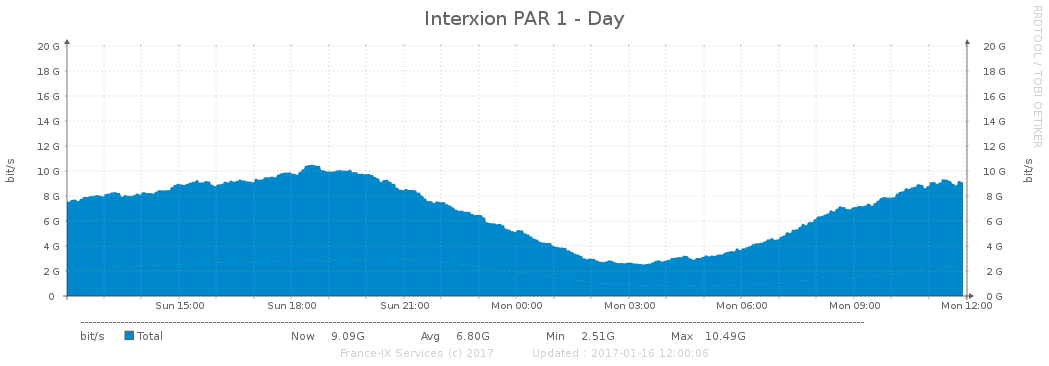 Interxion PAR 1 - Day
RRDTOOL / TOBI OETIKER
bit/s
bit/s
20 G 20 G
18 G 18 G
16 G 16 G
14 G 14 G
12 G 12 G
10 G 10 G
8 G 8 G
6 G 6 G
4 G 4 G
2 G 2 G
0 0 G
Sun 15:00 Sun 18:00 Sun 21:00 Mon 00:00 Mon 03:00 Mon 06:00 Mon 09:00 Mon 12:00
bit/s Total Now 9.09G Avg 6.80G Min 2.51G Max 10.49G
France-IX Services (c) 2017 Updated : 2017-01-16 12:00:06